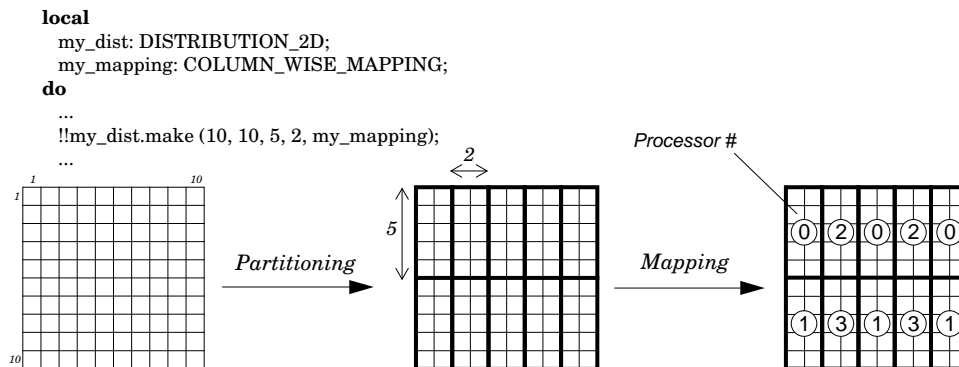 local
my_dist: DISTRIBUTION_2D;
my_mapping: COLUMN_WISE_MAPPING;
do
...
!!my_dist.make (10, 10, 5, 2, my_mapping);
...
Processor #
1 10
1
10
2
5
Partitioning
Mapping
0 2 0 2 0
1 3 1 3 1